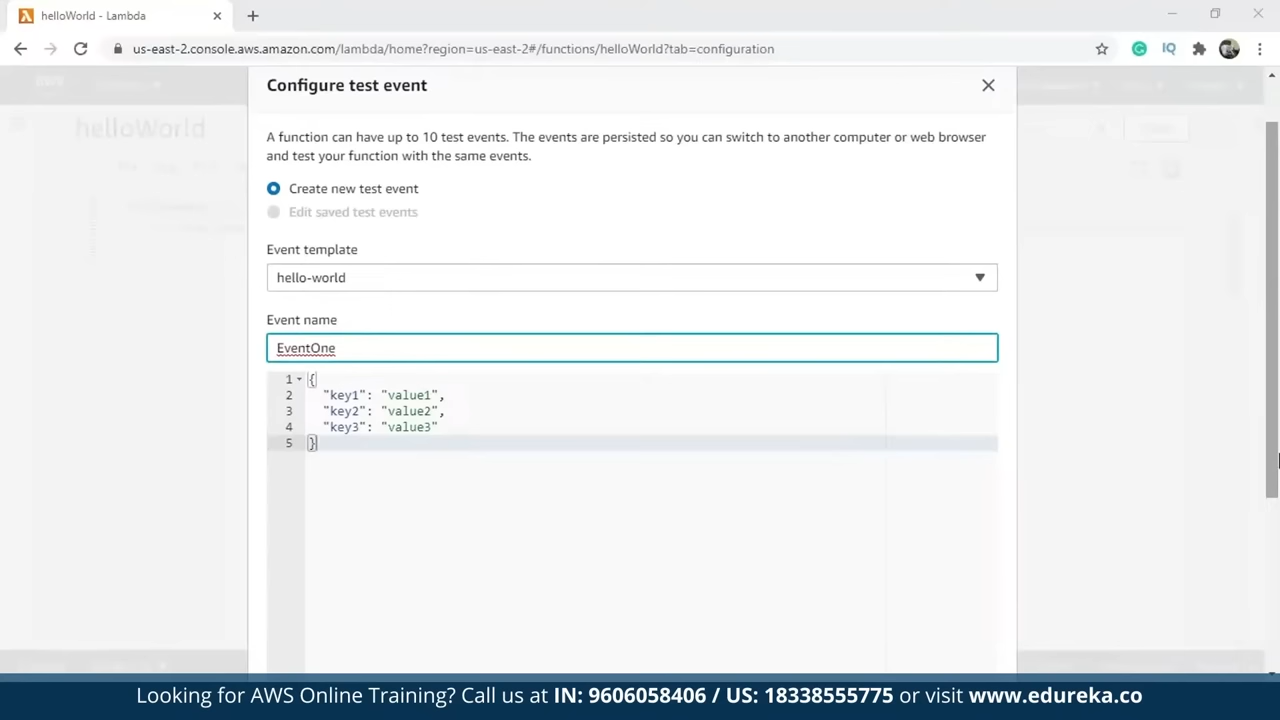 helloWorld - Lambda
us-east-2.console.aws.amazon.com/lambda/home?region=us-east-2#/functions/helloWorld?tab=configuration
IQ
helloWorld
Configure test event
A function can have up to 10 test events. The events are persisted so you can switch to another computer or web browser
and test your function with the same events.
Create new test event
Edit saved test events
Event template
hello-world
Event name
EventOne
1 {
2 "key1": "value1",
3 "key2": "value2",
4 "key3": "value3"
5 }
Looking for AWS Online Training? Call us at IN: 9606058406 / US: 18338555775 or visit www.edureka.co